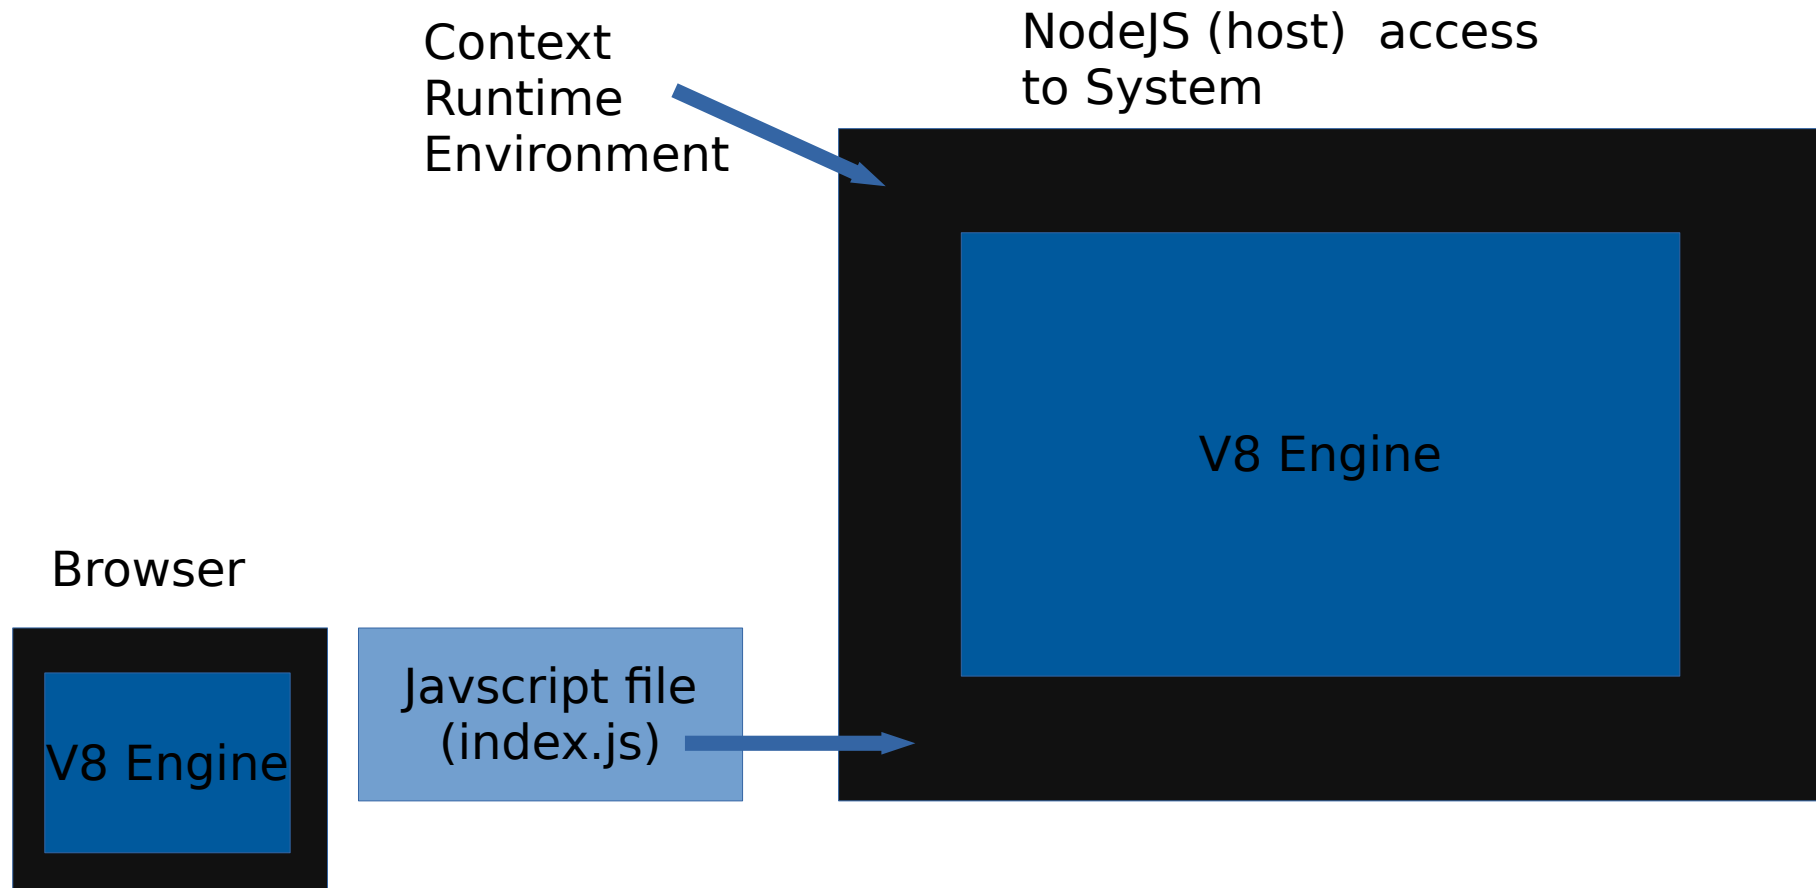 Context
Runtime
Environment
NodeJS (host)  access
to System
V8 Engine
Browser
V8 Engine
Javscript file
(index.js)